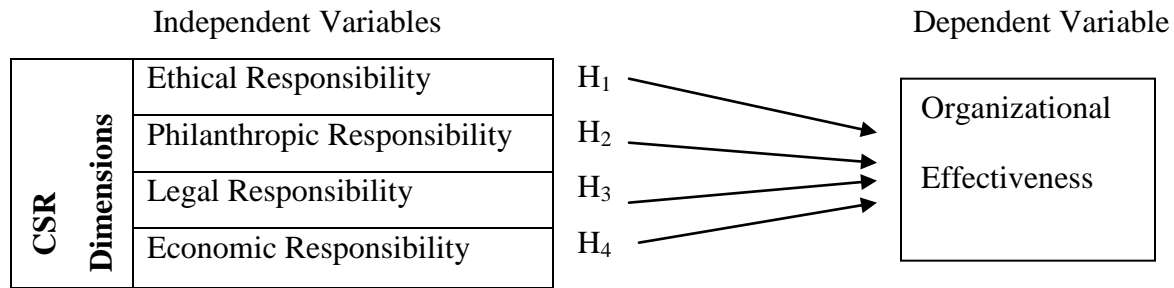 Independent Variables
Dependent Variable
CSR
Dimensions
Ethical Responsibility
Philanthropic Responsibility
Legal Responsibility
Economic Responsibility
H₁
H₂
H₃
H₄
Organizational
Effectiveness